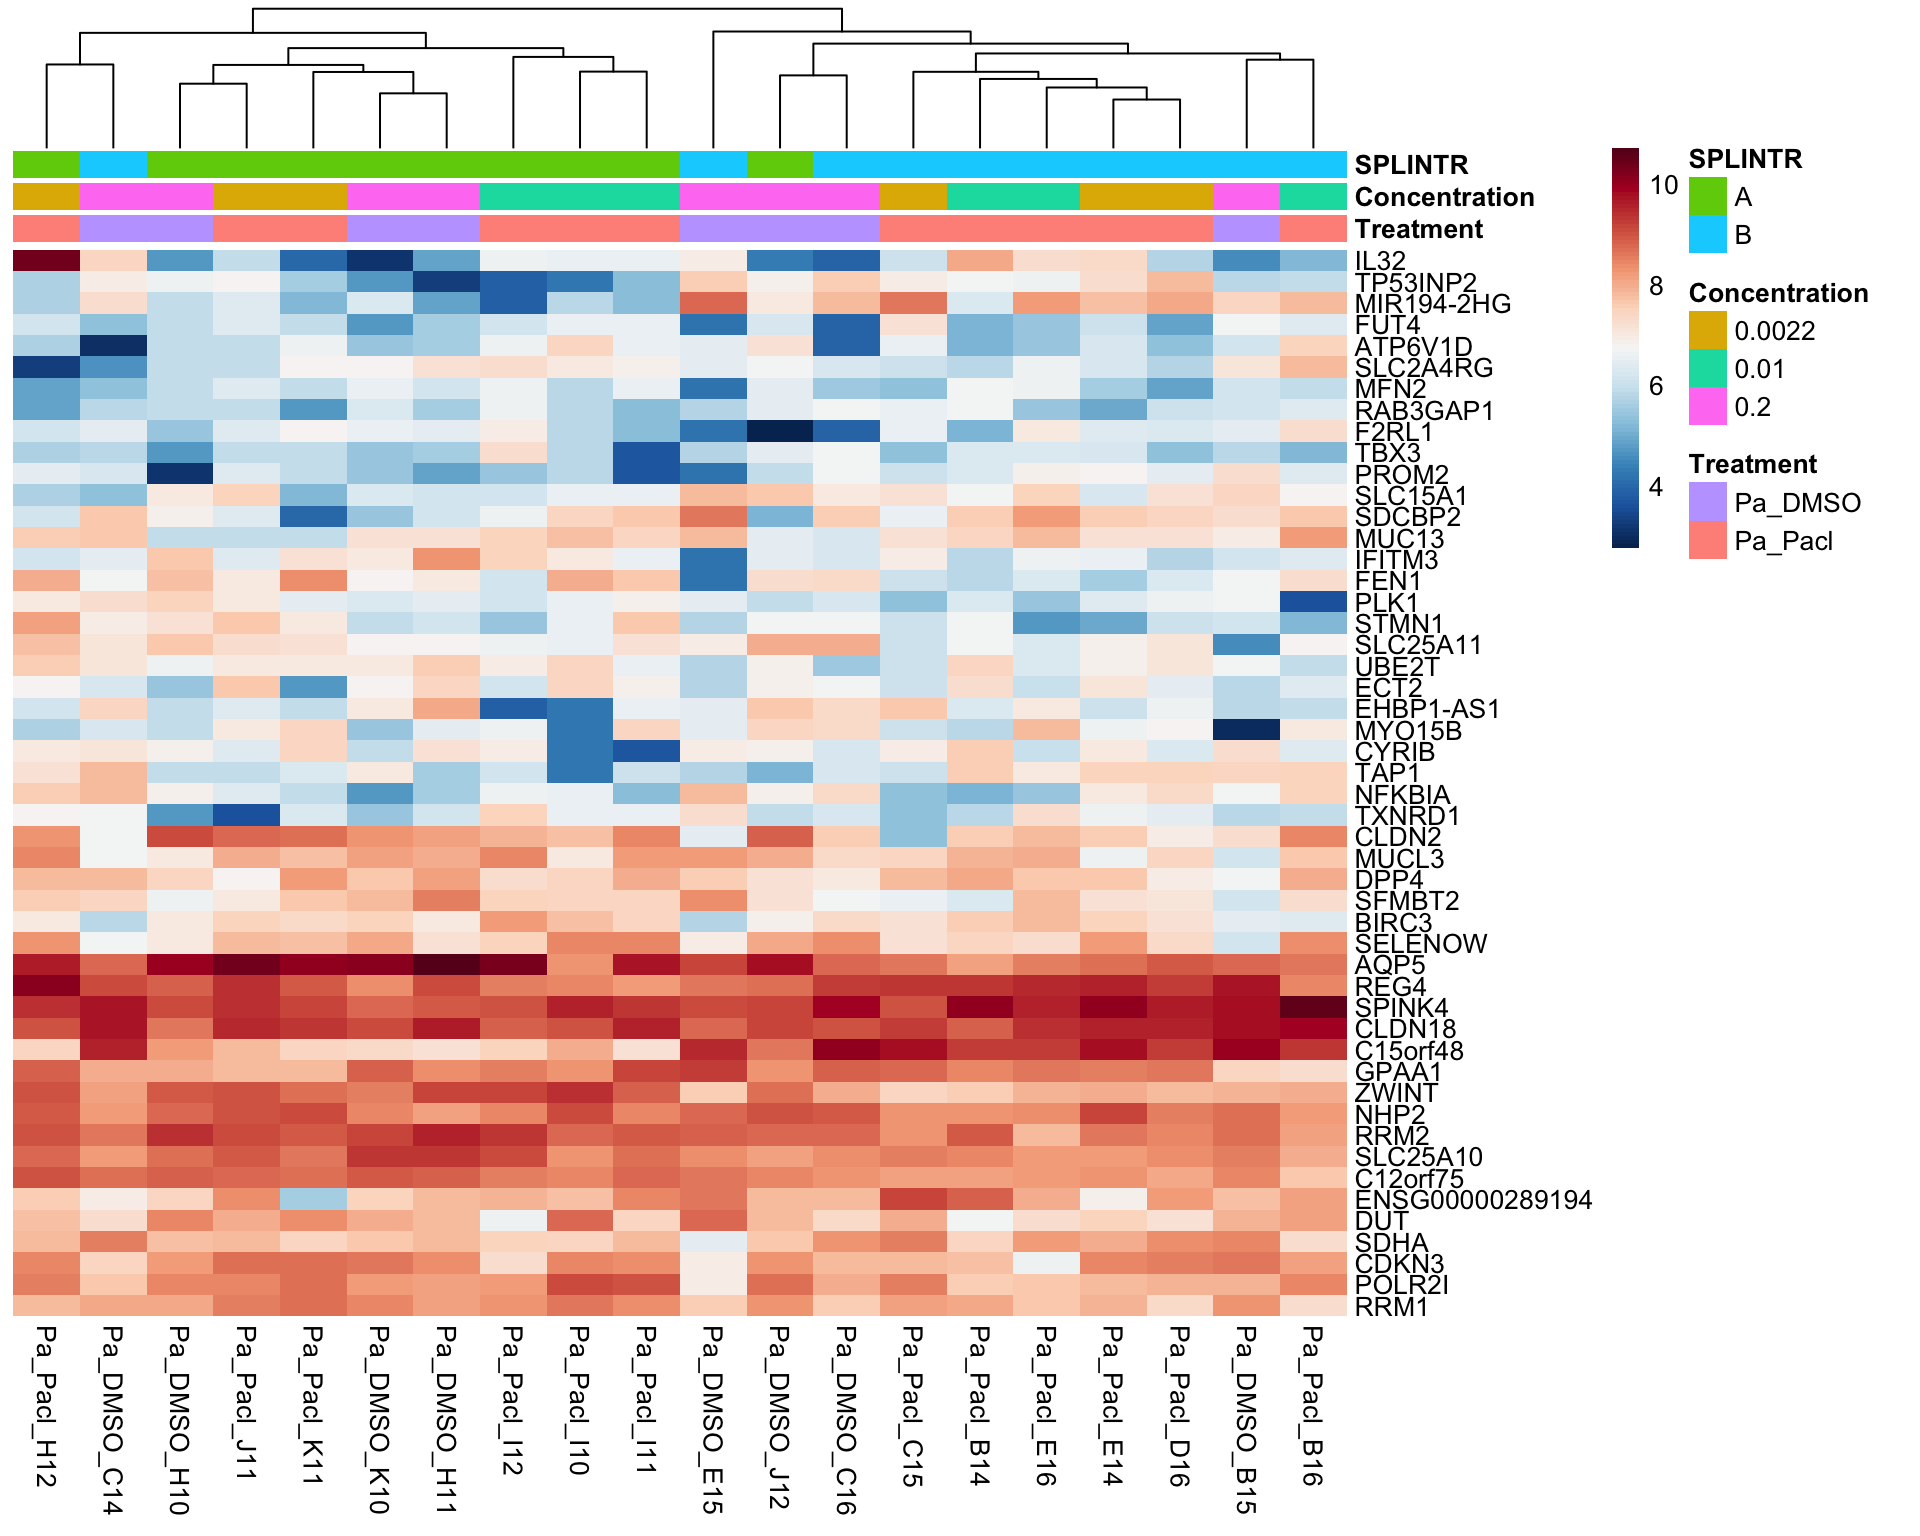 SPLINTR
Concentration
Treatment
IL32
TP53INP2
MIR194-2HG
FUT4
ATP6V1D
SLC2A4RG
MFN2
RAB3GAP1
F2RL1
TBX3
PROM2
SLC15A1
SDCBP2
MUC13
IFITM3
FEN1
PLK1
STMN1
SLC25A11
UBE2T
ECT2
EHBP1-AS1
MYO15B
CYRIB
TAP1
NFKBIA
TXNRD1
CLDN2
MUCL3
DPP4
SFMBT2
BIRC3
SELENOW
AQP5
REG4
SPINK4
CLDN18
C15orf48
GPAA1
ZWINT
NHP2
RRM2
SLC25A10
C12orf75
ENSG00000289194
DUT
SDHA
CDKN3
POLR2I
RRM1
Pa_Pacl_H12
Pa_DMSO_C14
Pa_DMSO_H10
Pa_Pacl_J11
Pa_Pacl_K11
Pa_DMSO_K10
Pa_DMSO_H11
Pa_Pacl_I12
Pa_Pacl_I10
Pa_Pacl_I11
Pa_DMSO_E15
Pa_DMSO_J12
Pa_DMSO_C16
Pa_Pacl_C15
Pa_Pacl_B14
Pa_Pacl_E16
Pa_Pacl_E14
Pa_Pacl_D16
Pa_DMSO_B15
Pa_Pacl_B16
10
8
6
4
SPLINTR
A
B
Concentration
0.0022
0.01
0.2
Treatment
Pa_DMSO
Pa_Pacl